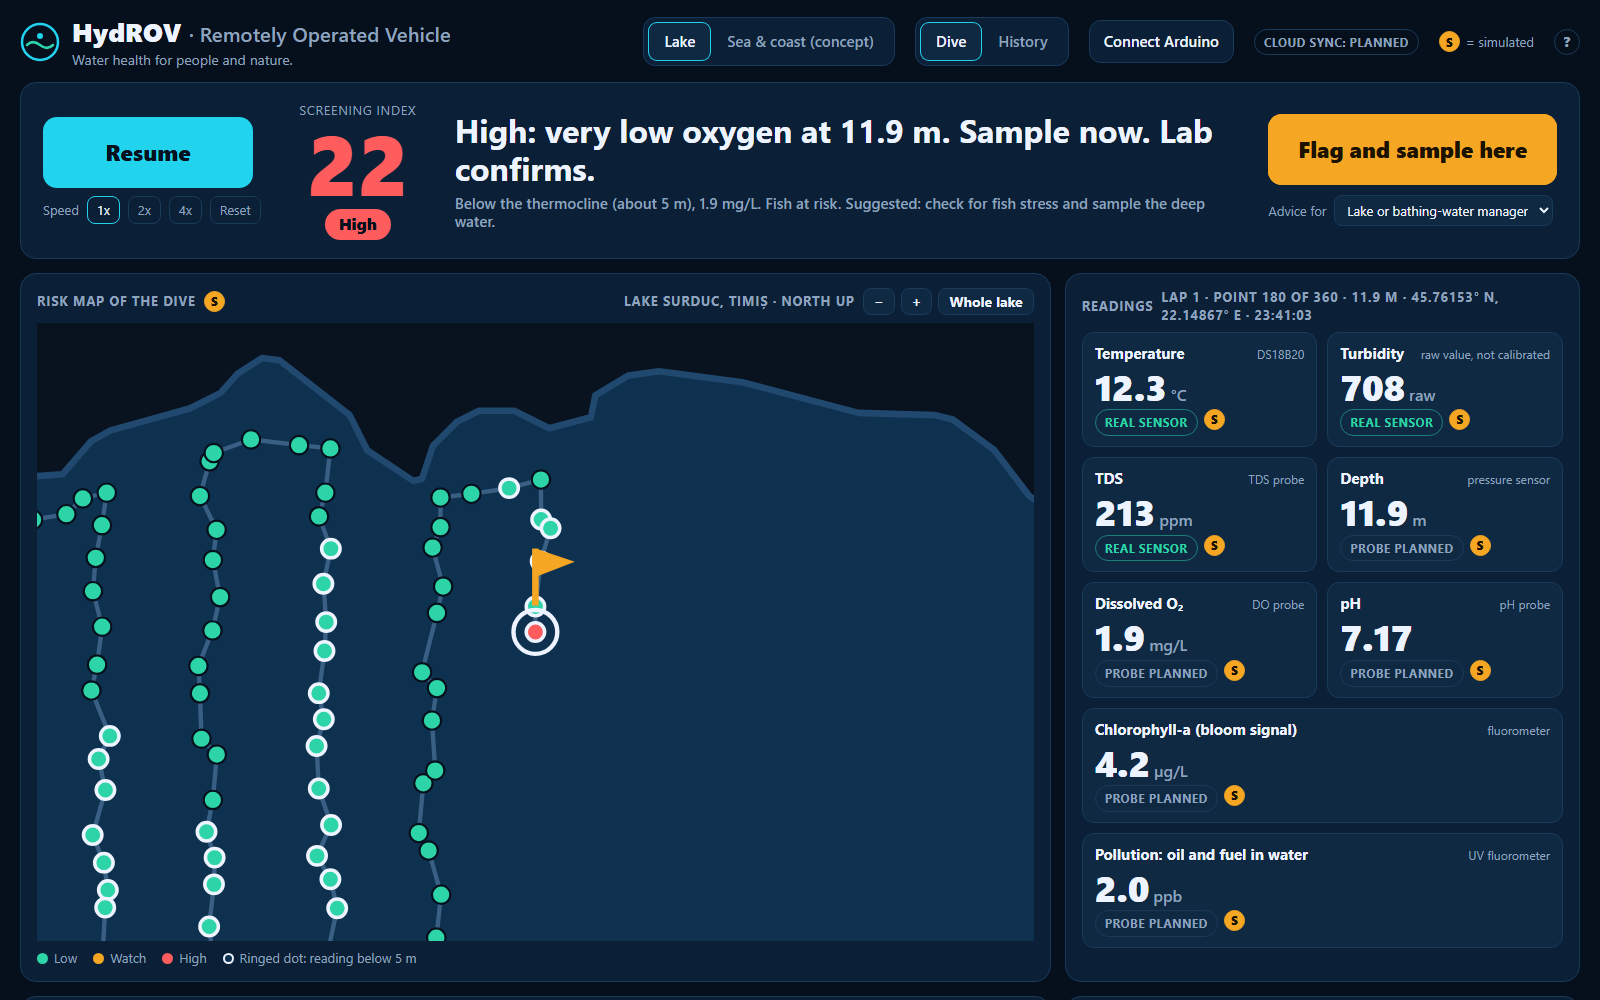 HydROV · Remotely Operated Vehicle
Water health for people and nature.
Lake
Sea & coast (concept)
Dive
History
Connect Arduino
CLOUD SYNC: PLANNED
S = simulated
?
Resume
Speed 1x 2x 4x Reset
SCREENING INDEX
22
High
High: very low oxygen at 11.9 m. Sample now. Lab
confirms.
Below the thermocline (about 5 m), 1.9 mg/L. Fish at risk. Suggested: check for fish stress and sample the deep
water.
Flag and sample here
Advice for Lake or bathing-water manager
RISK MAP OF THE DIVE S
LAKE SURDUC, TIMIȘ · NORTH UP − + Whole lake
Low Watch High Ringed dot: reading below 5 m
READINGS
LAP 1 · POINT 180 OF 360 · 11.9 M · 45.76153° N,
22.14867° E · 23:41:03
Temperature DS18B20
12.3 °C
REAL SENSOR S
Turbidity raw value, not calibrated
708 raw
REAL SENSOR S
TDS TDS probe
213 ppm
REAL SENSOR S
Depth pressure sensor
11.9 m
PROBE PLANNED S
Dissolved O₂ DO probe
1.9 mg/L
PROBE PLANNED S
pH pH probe
7.17
PROBE PLANNED S
Chlorophyll-a (bloom signal) fluorometer
4.2 µg/L
PROBE PLANNED S
Pollution: oil and fuel in water UV fluorometer
2.0 ppb
PROBE PLANNED S